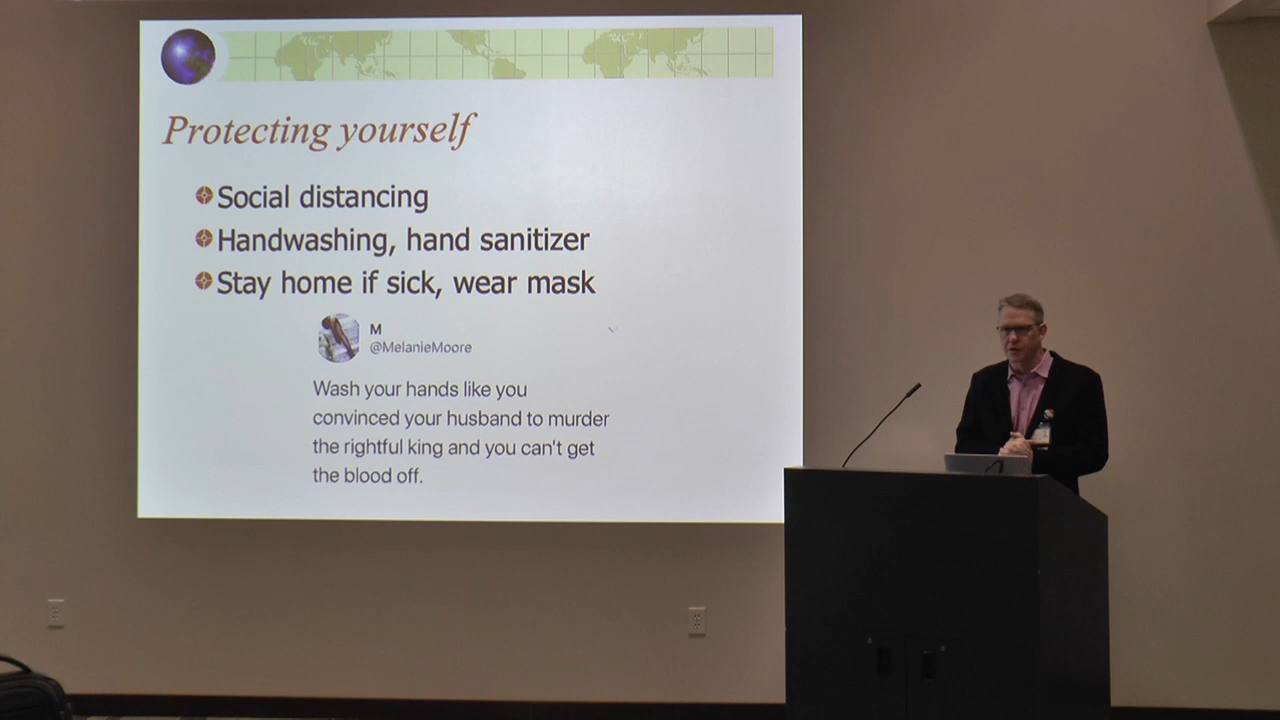 Protecting yourself
Social distancing
Handwashing, hand sanitizer
Stay home if sick, wear mask
M
@MelanieMoore
Wash your hands like you
convinced your husband to murder
the rightful king and you can't get
the blood off.